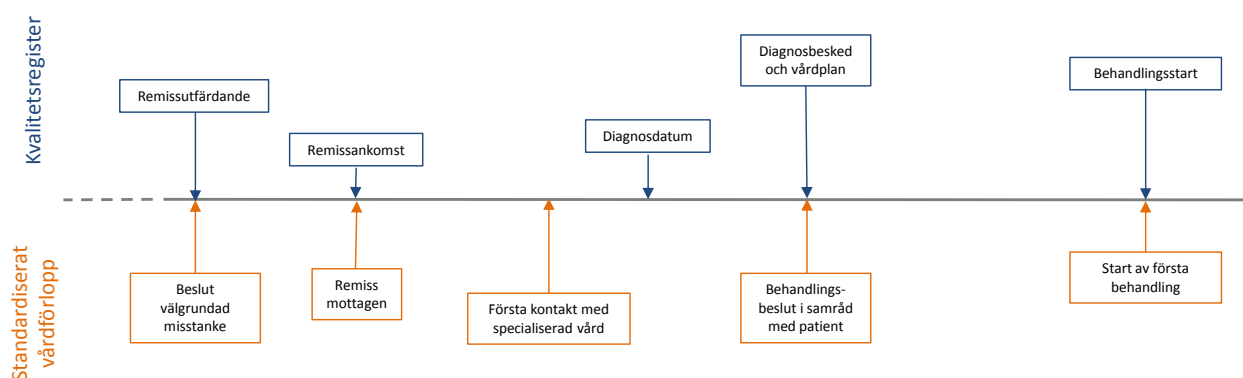 Kvalitetsregister
Remissutfärdande
Remissankomst
Diagnosdatum
Diagnosbesked
och vårdplan
Behandlingsstart
Standardiserat
vårdförlopp
Beslut
välgrundad
misstanke
Remiss
mottagen
Första kontakt med
specialiserad vård
Behandlings-
beslut i samråd
med patient
Start av första
behandling